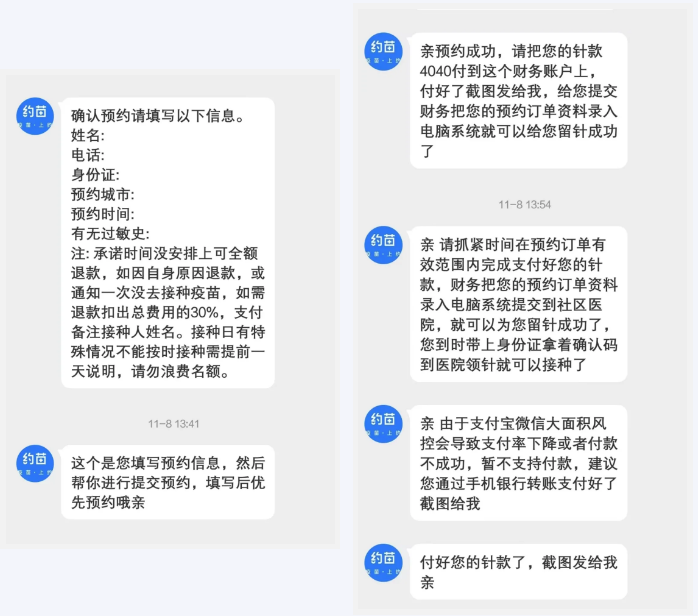 约苗
确认预约请填写以下信息。
姓名:
电话:
身份证:
预约城市:
预约时间:
有无过敏史:
注: 承诺时间没安排上可全额
退款，如因自身原因退款，或
通知一次没去接种疫苗，如需
退款扣出总费用的30%，支付
备注接种人姓名。接种日有特
殊情况不能按时接种需提前一
天说明，请勿浪费名额。
11-8 13:41
约苗
这个是您填写预约信息，然后
帮你进行提交预约，填写后优
先预约哦亲
约苗
亲预约成功，请把您的针款
4040付到这个财务账户上，
付好了截图发给我，给您提交
财务把您的预约订单资料录入
电脑系统就可以给您留针成功
了
11-8 13:54
约苗
亲 请抓紧时间在预约订单有
效范围内完成支付好您的针
款，财务把您的预约订单资料
录入电脑系统提交到社区医
院，就可以为您留针成功了，
您到时带上身份证拿着确认码
到医院领针就可以接种了
约苗
亲 由于支付宝微信大面积风
控会导致支付率下降或者付款
不成功，暂不支持付款，建议
您通过手机银行转账支付好了
截图给我
约苗
付好您的针款了，截图发给我
亲